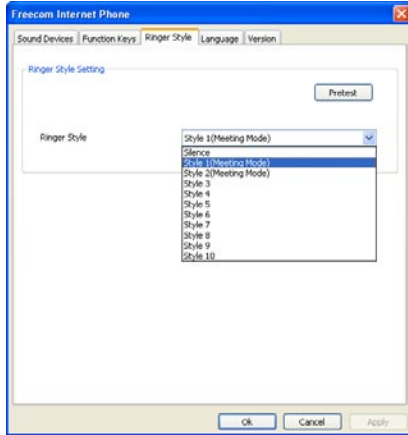 Freecom Internet Phone
Sound Devices Function Keys Ringer Style Language Version
Ringer Style Setting
Pretest
Ringer Style Style 1(Meeting Mode)
Silence
Style 1(Meeting Mode)
Style 2(Meeting Mode)
Style 3
Style 4
Style 5
Style 6
Style 7
Style 8
Style 9
Style 10
Ok Cancel Apply